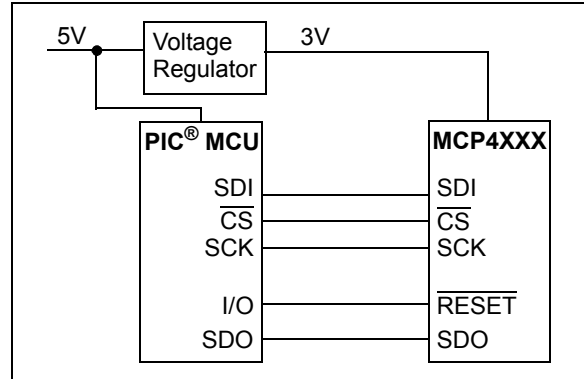 5V
Voltage
Regulator
3V
PIC® MCU
MCP4XXX
SDI
SDI
CS
CS
SCK
SCK
I/O
RESET
SDO
SDO